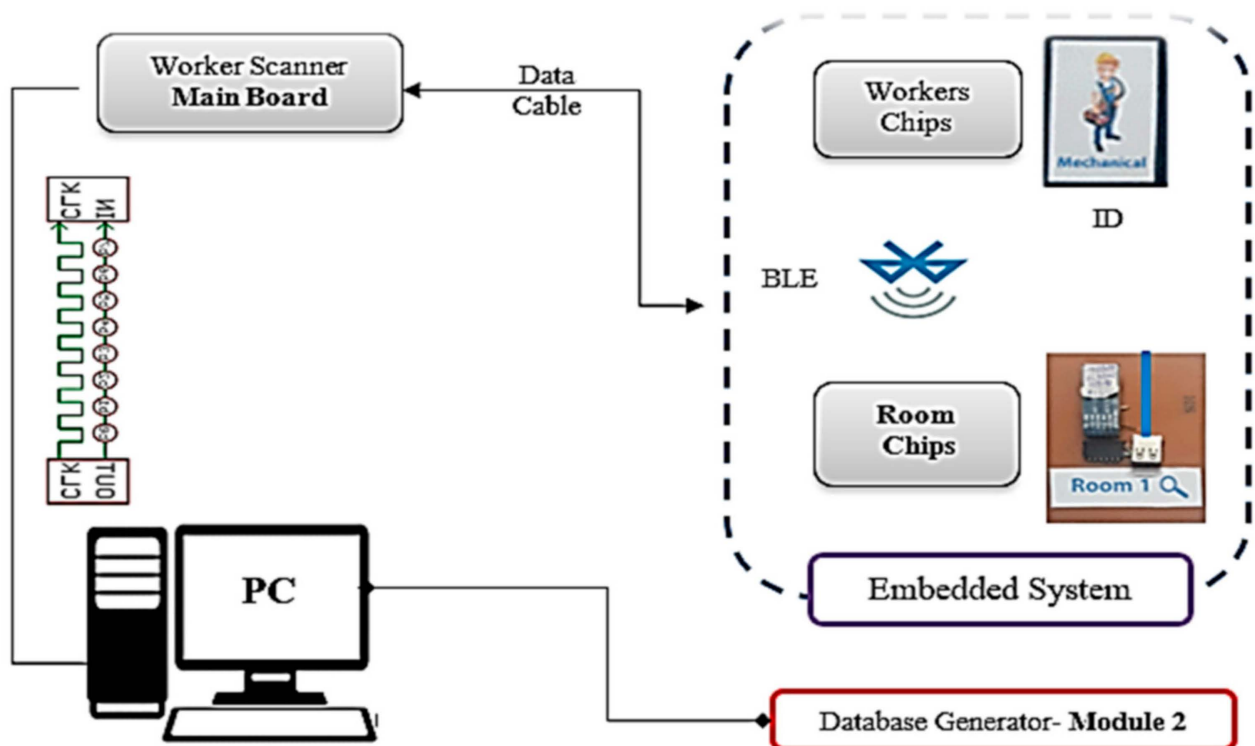 Worker Scanner
Main Board
Data
Cable
Workers
Chips
Mechanical
ID
BLE
CLK
IN
CLK
OUT
Room
Chips
Room 1
PC
Embedded System
Database Generator- Module 2